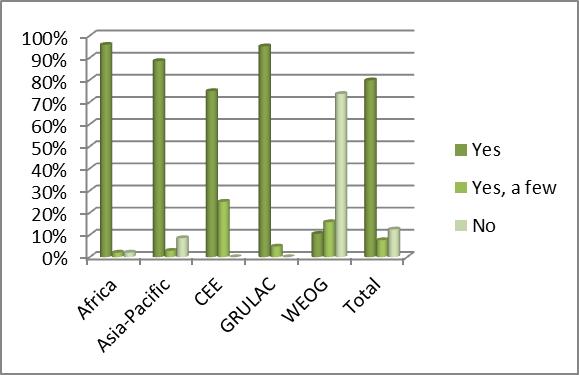 100%
90%
80%
70%
60%
50%
40%
30%
20%
10%
0%
Africa
Asia-Pacific
CEE
GRULAC
WEOG
Total
Yes
Yes, a few
No